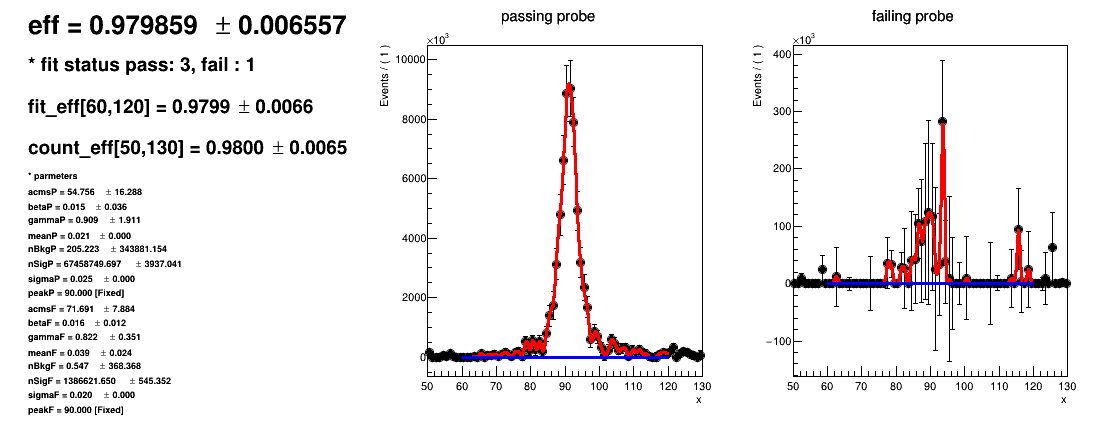 eff = 0.979859 ± 0.006557
* fit status pass: 3, fail : 1
fit_eff[60,120] = 0.9799 ± 0.0066
count_eff[50,130] = 0.9800 ± 0.0065
* parmeters
acmsP = 54.756 ± 16.288
betaP = 0.015 ± 0.036
gammaP = 0.909 ± 1.911
meanP = 0.021 ± 0.000
nBkgP = 205.223 ± 343881.154
nSigP = 67458749.697 ± 3937.041
sigmaP = 0.025 ± 0.000
peakP = 90.000 [Fixed]
acmsF = 71.691 ± 7.884
betaF = 0.016 ± 0.012
gammaF = 0.822 ± 0.351
meanF = 0.039 ± 0.024
nBkgF = 0.547 ± 368.368
nSigF = 1386621.650 ± 545.352
sigmaF = 0.020 ± 0.000
peakF = 90.000 [Fixed]
passing probe
×10³
Events / ( 1 )
10000
8000
6000
4000
2000
0
50 60 70 80 90 100 110 120 130
x
failing probe
×10³
Events / ( 1 )
400
300
200
100
0
−100
50 60 70 80 90 100 110 120 130
x